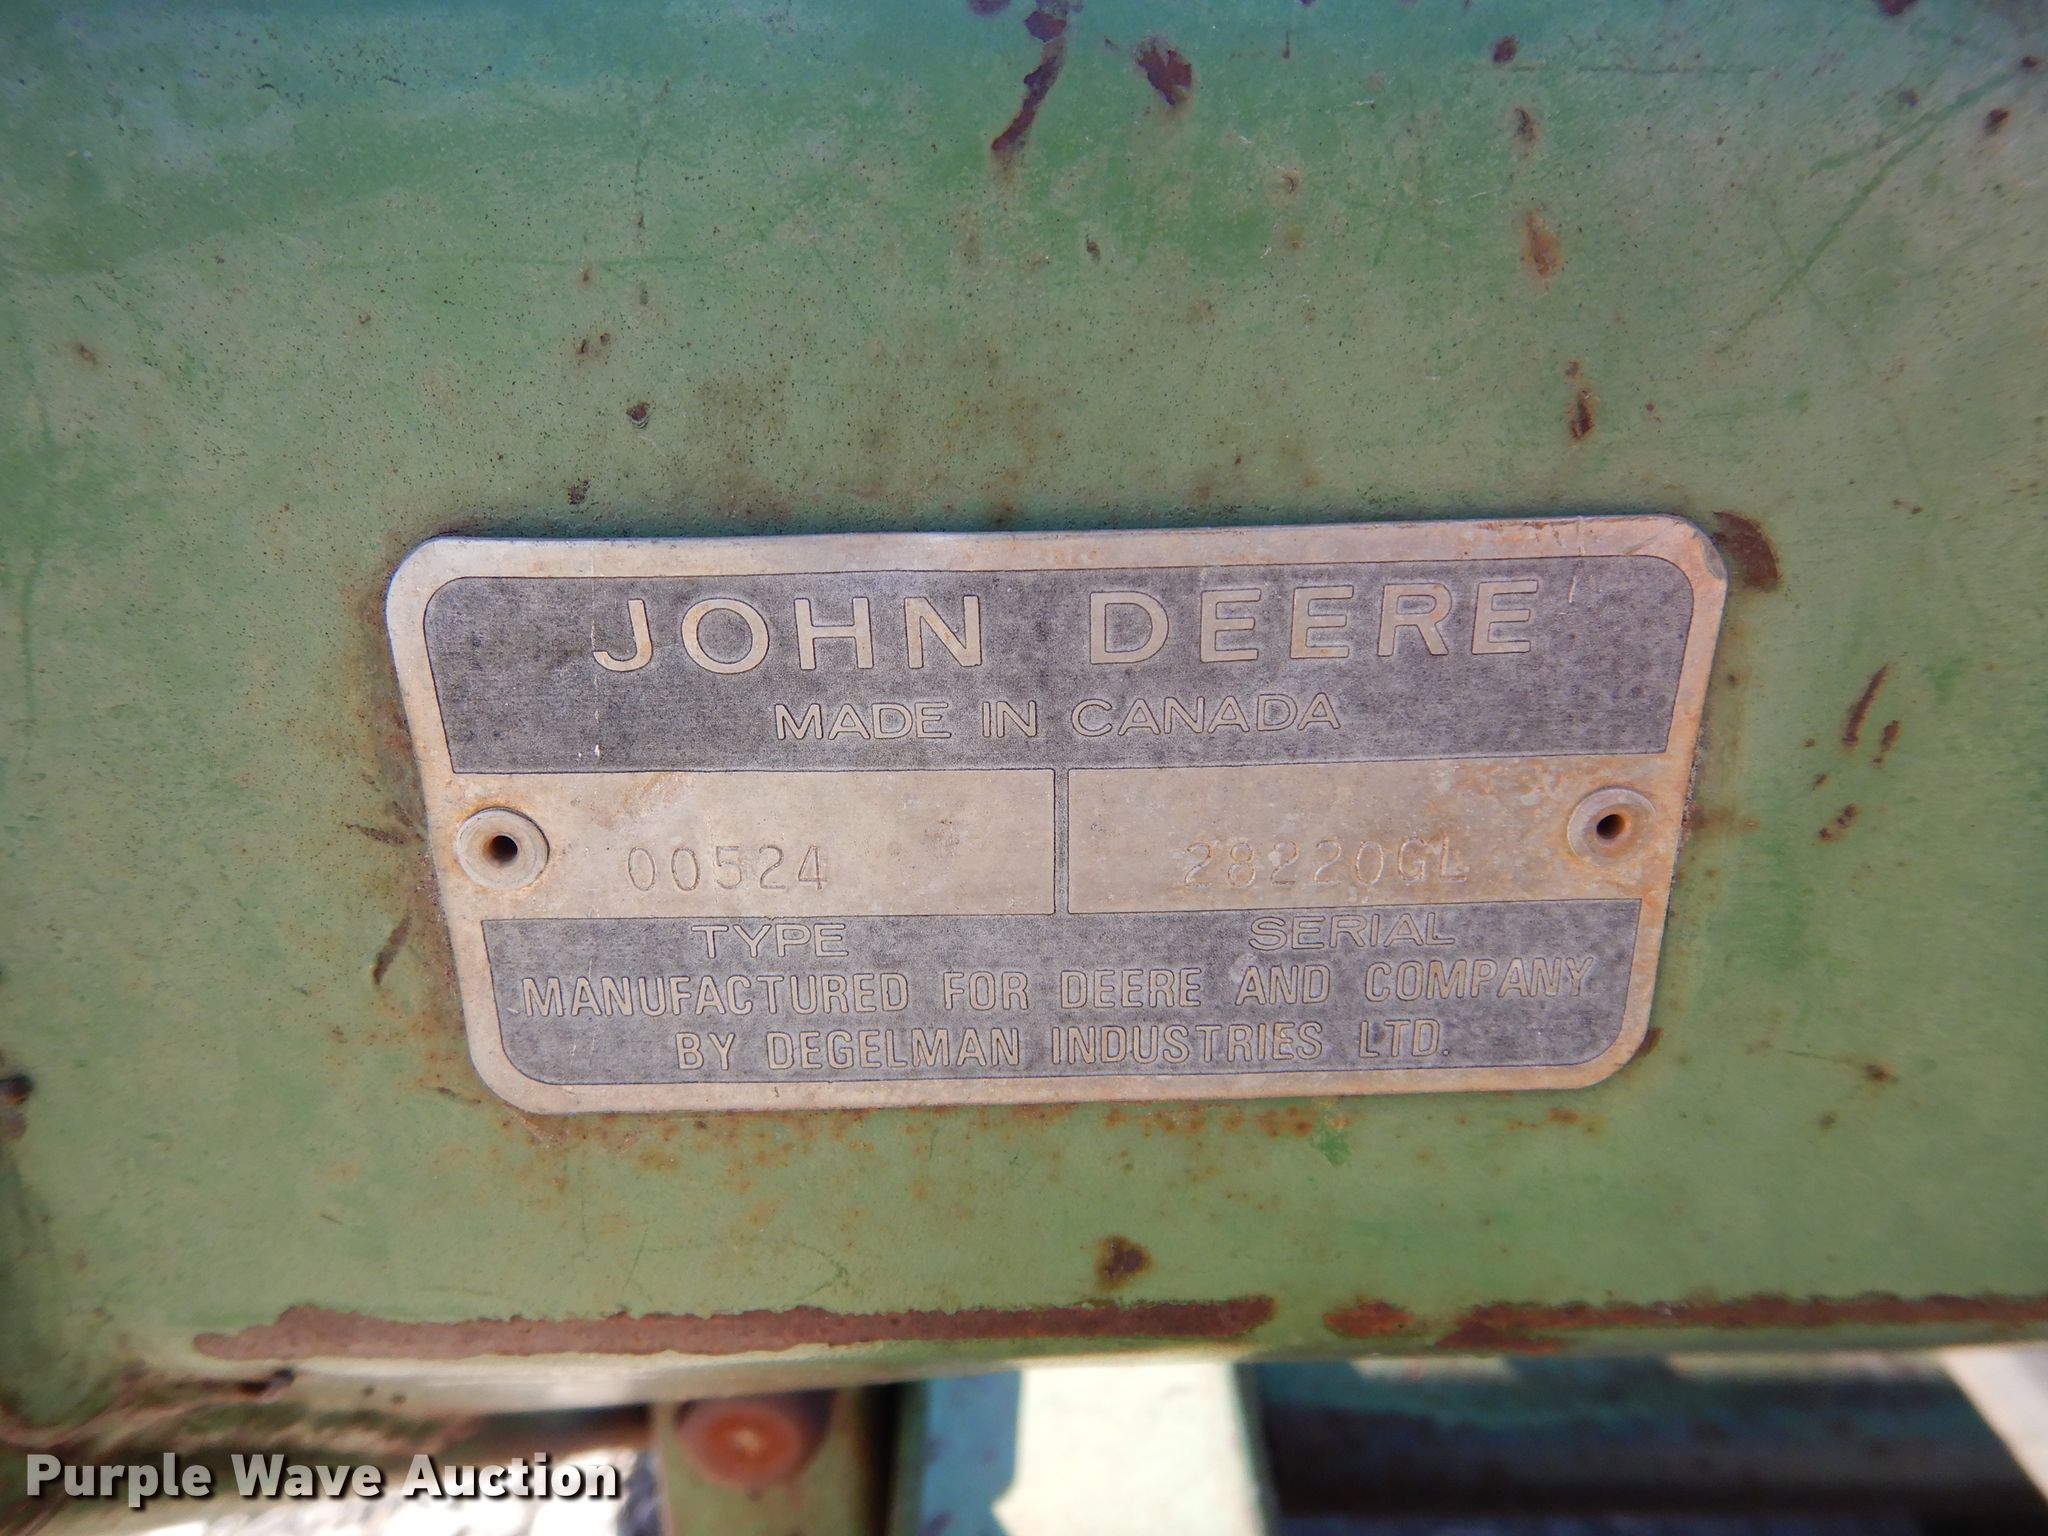 JOHN DEERE
MADE IN CANADA
00524 28220GL
TYPE SERIAL
MANUFACTURED FOR DEERE AND COMPANY
BY DEGELMAN INDUSTRIES LTD.
Purple Wave Auction